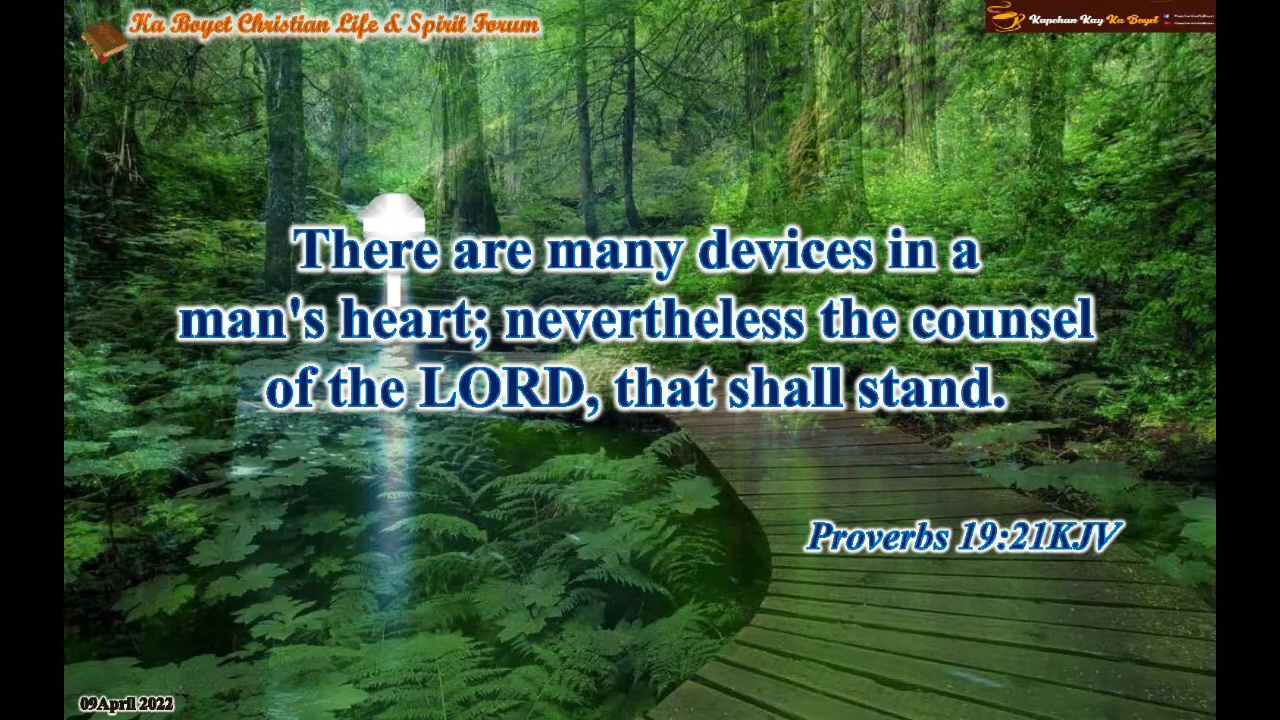 Ka Boyet Christian Life & Spirit Forum
Kapehan Kay Ka Boyet
There are many devices in a
man's heart; nevertheless the counsel
of the LORD, that shall stand.
Proverbs 19:21KJV
09April 2022